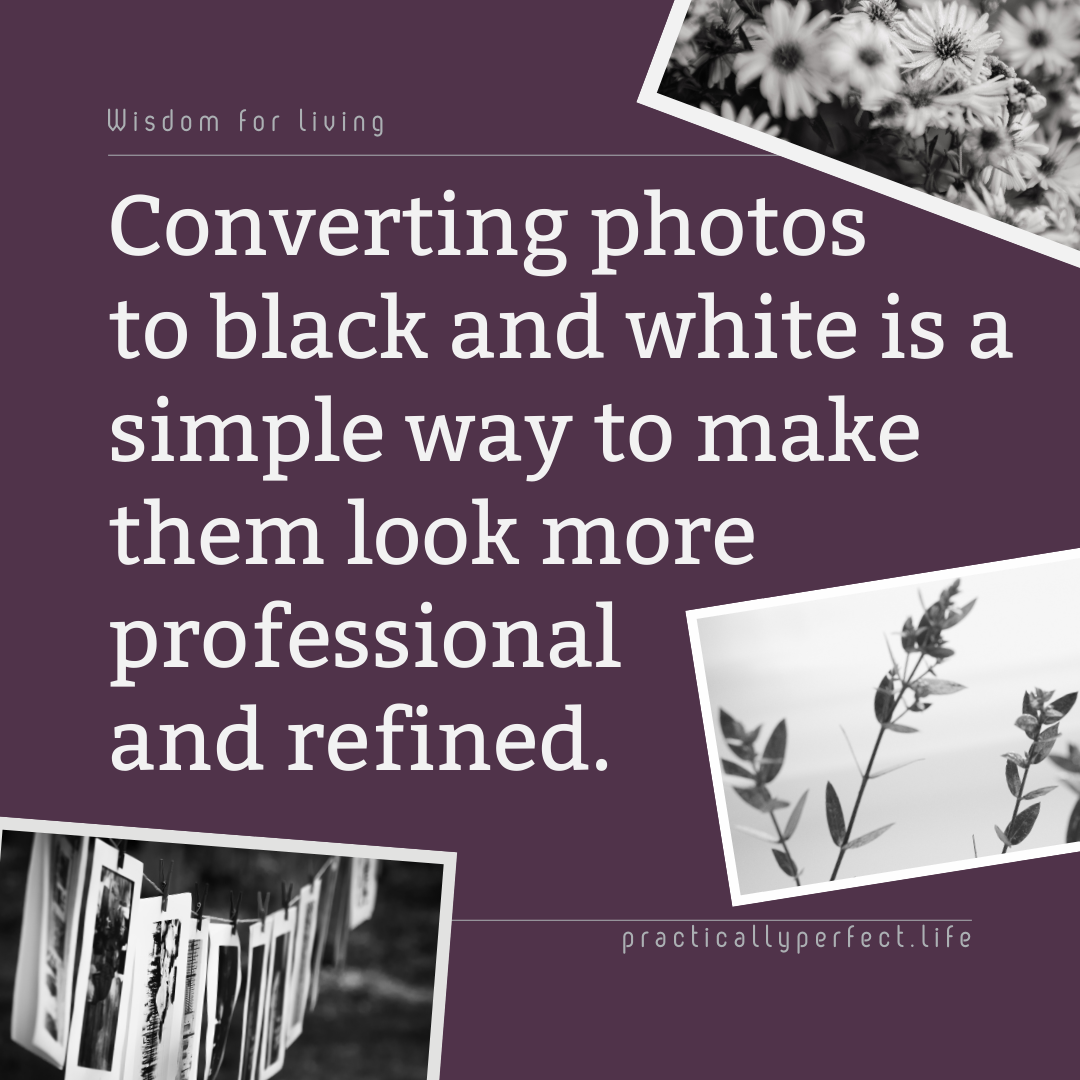 Wisdom for living
Converting photos
to black and white is a
simple way to make
them look more
professional
and refined.
practicallyperfect.life